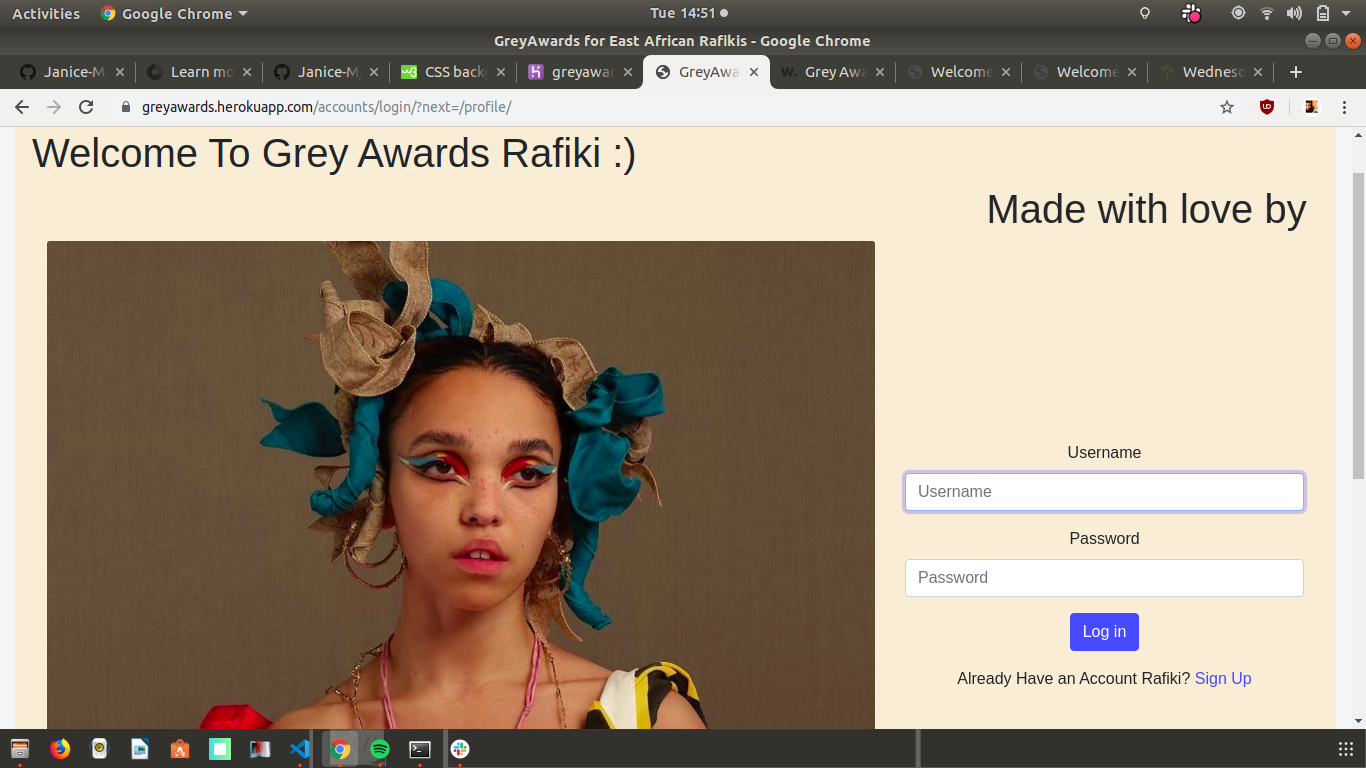 Activities Google Chrome Tue 14:51
GreyAwards for East African Rafikis - Google Chrome
Janice-M Learn mo Janice-M CSS back greyawar GreyAwa Grey Awa Welcome Welcome Wednesd
greyawards.herokuapp.com/accounts/login/?next=/profile/
Welcome To Grey Awards Rafiki :)
Made with love by
Username
Username
Password
Password
Log in
Already Have an Account Rafiki? Sign Up